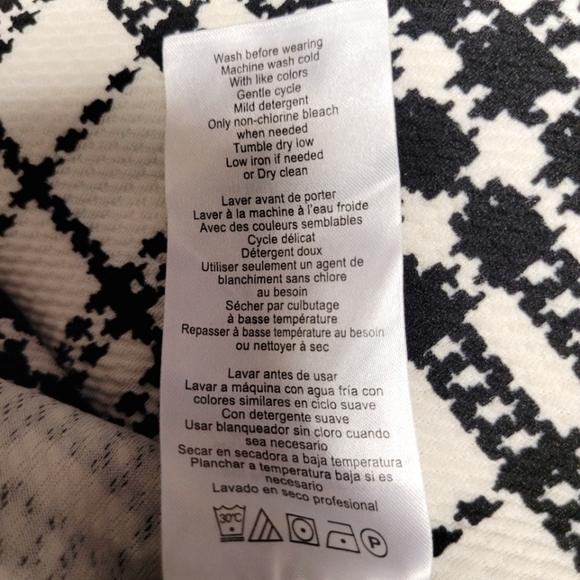 Wash before wearing
Machine wash cold
With like colors
Gentle cycle
Mild detergent
Only non-chlorine bleach
when needed
Tumble dry low
Low iron if needed
or Dry clean
Laver avant de porter
Laver à la machine à l'eau froide
Avec des couleurs semblables
Cycle délicat
Détergent doux
Utiliser seulement un agent de
blanchiment sans chlore
au besoin
Sécher par culbutage
à basse température
Repasser à basse température au besoin
ou nettoyer à sec
Lavar antes de usar
Lavar a máquina con agua fría con
colores similares en ciclo suave
Con detergente suave
Usar blanqueador sin cloro cuando
sea necesario
Secar en secadora a baja temperatura
Planchar a temperatura baja si es
necesario
Lavado en seco profesional
30°C P